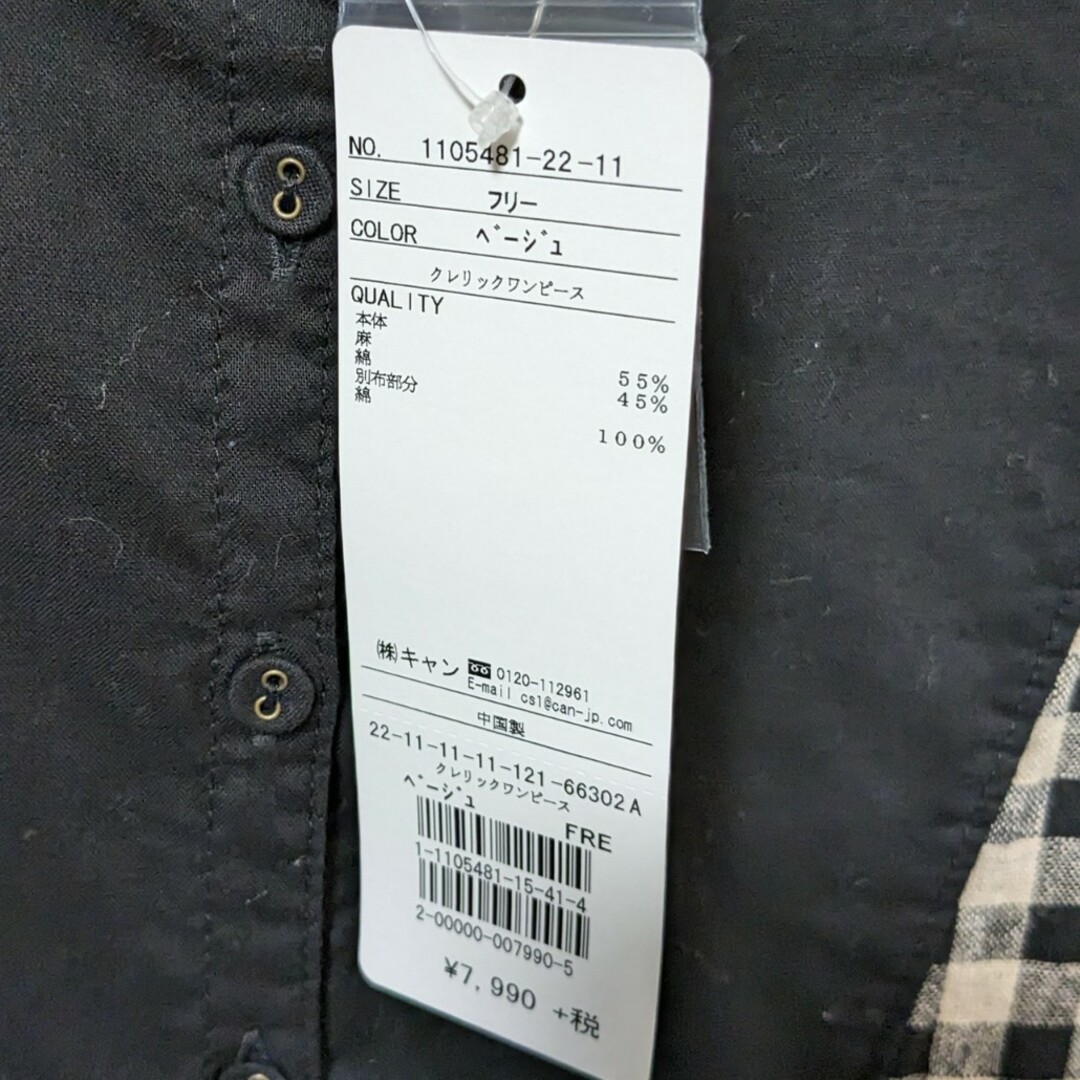 NO. 1105481-22-11
SIZE フリー
COLOR ベージュ
クレリックワンピース
QUALITY
本体
麻 55%
綿 45%
別布部分
綿 100%
㈱キャン 0120-112961
E-mail cs1@can-jp.com
中国製
22-11-11-11-121-66302A
クレリックワンピース
ベージュ
FRE
1-1105481-15-41-4
2-00000-007990-5
¥7,990 +税